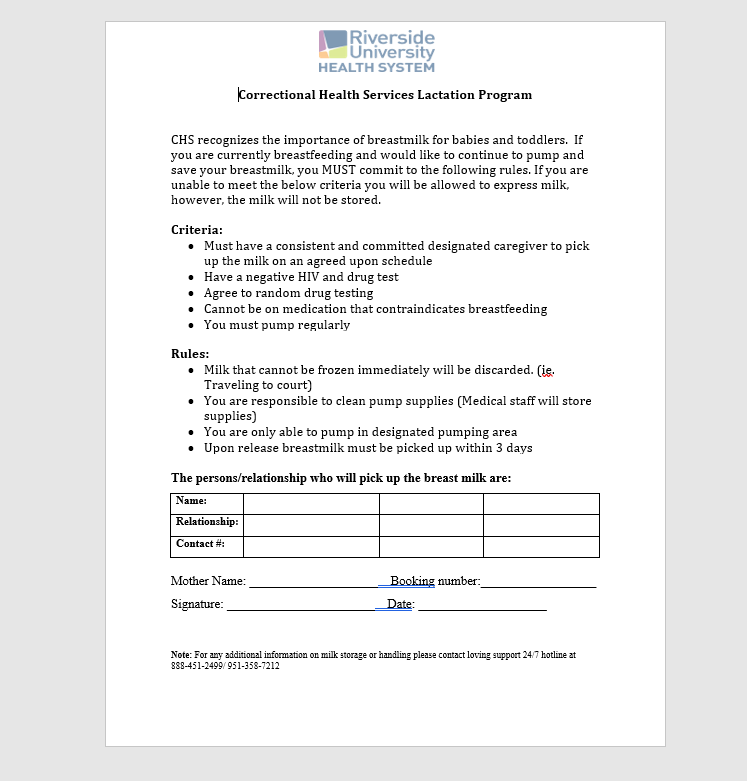 Riverside
University
HEALTH SYSTEM
Correctional Health Services Lactation Program
CHS recognizes the importance of breastmilk for babies and toddlers. If
you are currently breastfeeding and would like to continue to pump and
save your breastmilk, you MUST commit to the following rules. If you are
unable to meet the below criteria you will be allowed to express milk,
however, the milk will not be stored.
Criteria:
• Must have a consistent and committed designated caregiver to pick
up the milk on an agreed upon schedule
• Have a negative HIV and drug test
• Agree to random drug testing
• Cannot be on medication that contraindicates breastfeeding
• You must pump regularly
Rules:
• Milk that cannot be frozen immediately will be discarded. (ie.
Traveling to court)
• You are responsible to clean pump supplies (Medical staff will store
supplies)
• You are only able to pump in designated pumping area
• Upon release breastmilk must be picked up within 3 days
The persons/relationship who will pick up the breast milk are:
Name:
Relationship:
Contact #:
Mother Name: ______ Booking number: ______
Signature: ______ Date: ______
Note: For any additional information on milk storage or handling please contact loving support 24/7 hotline at
888-451-2499/ 951-358-7212